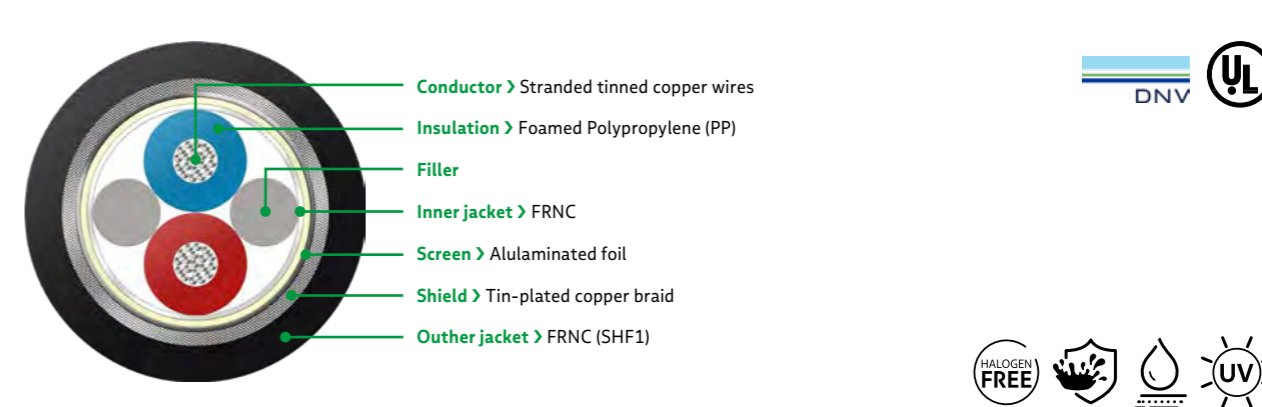 Conductor › Stranded tinned copper wires
Insulation › Foamed Polypropylene (PP)
Filler
Inner jacket › FRNC
Screen › Alulaminated foil
Shield › Tin-plated copper braid
Outher jacket › FRNC (SHF1)
DNV
UL
HALOGEN
FREE
UV